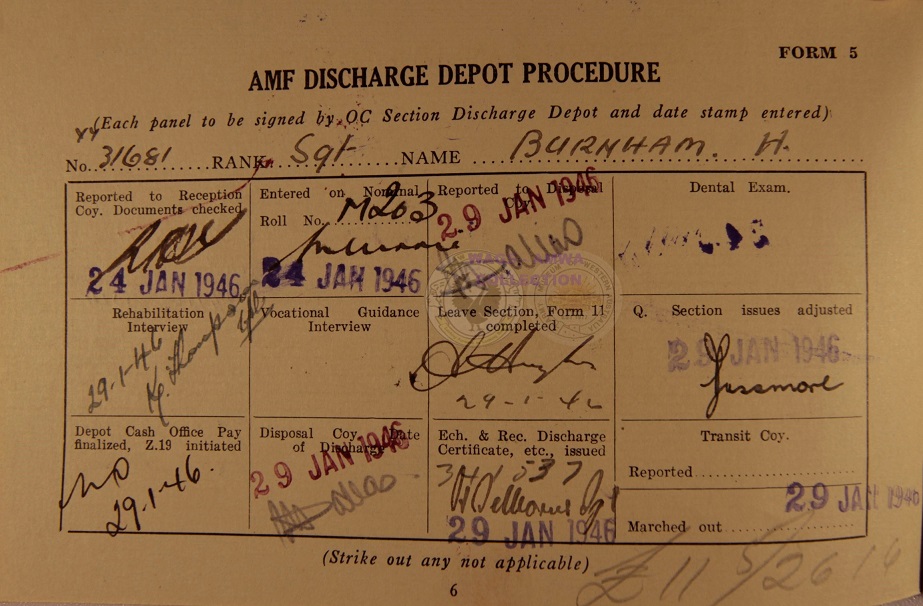 FORM 5
AMF DISCHARGE DEPOT PROCEDURE
(Each panel to be signed by OC Section Discharge Depot and date stamp entered)
No. 31681 RANK Sgt NAME BURNHAM. H.
Reported to Reception
Coy. Documents checked
24 JAN 1946
Entered on Nominal
Roll No. M203
24 JAN 1946
Reported to Disposal
Coy.
29 JAN 1946
Dental Exam.
Rehabilitation
Interview
29-1-46
Vocational Guidance
Interview
Leave Section, Form 11
completed
29-1-46
Q. Section issues adjusted
29 JAN 1946
Depot Cash Office Pay
finalized, Z.19 initiated
29.1.46.
Disposal Coy. Date
of Discharge
29 JAN 1946
Ech. & Rec. Discharge
Certificate, etc., issued
29 JAN 1946
Transit Coy.
Reported
29 JAN 1946
Marched out
(Strike out any not applicable)
6